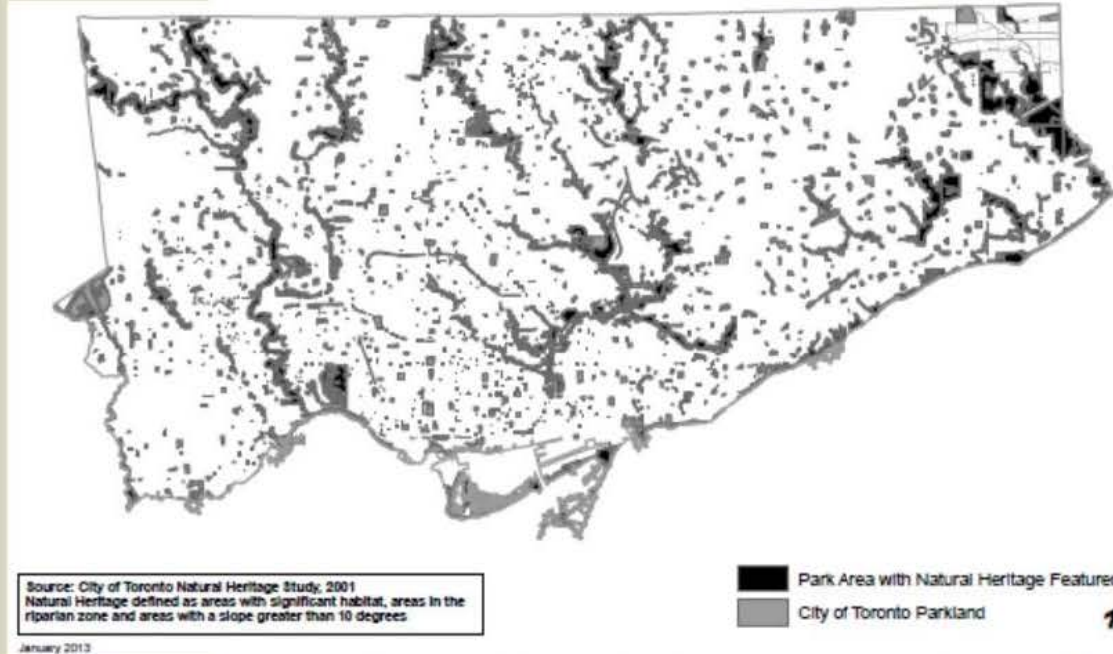 Source: City of Toronto Natural Heritage Study, 2001
Natural Heritage defined as areas with significant habitat, areas in the
riparian zone and areas with a slope greater than 10 degrees
January 2013
Park Area with Natural Heritage Feature
City of Toronto Parkland